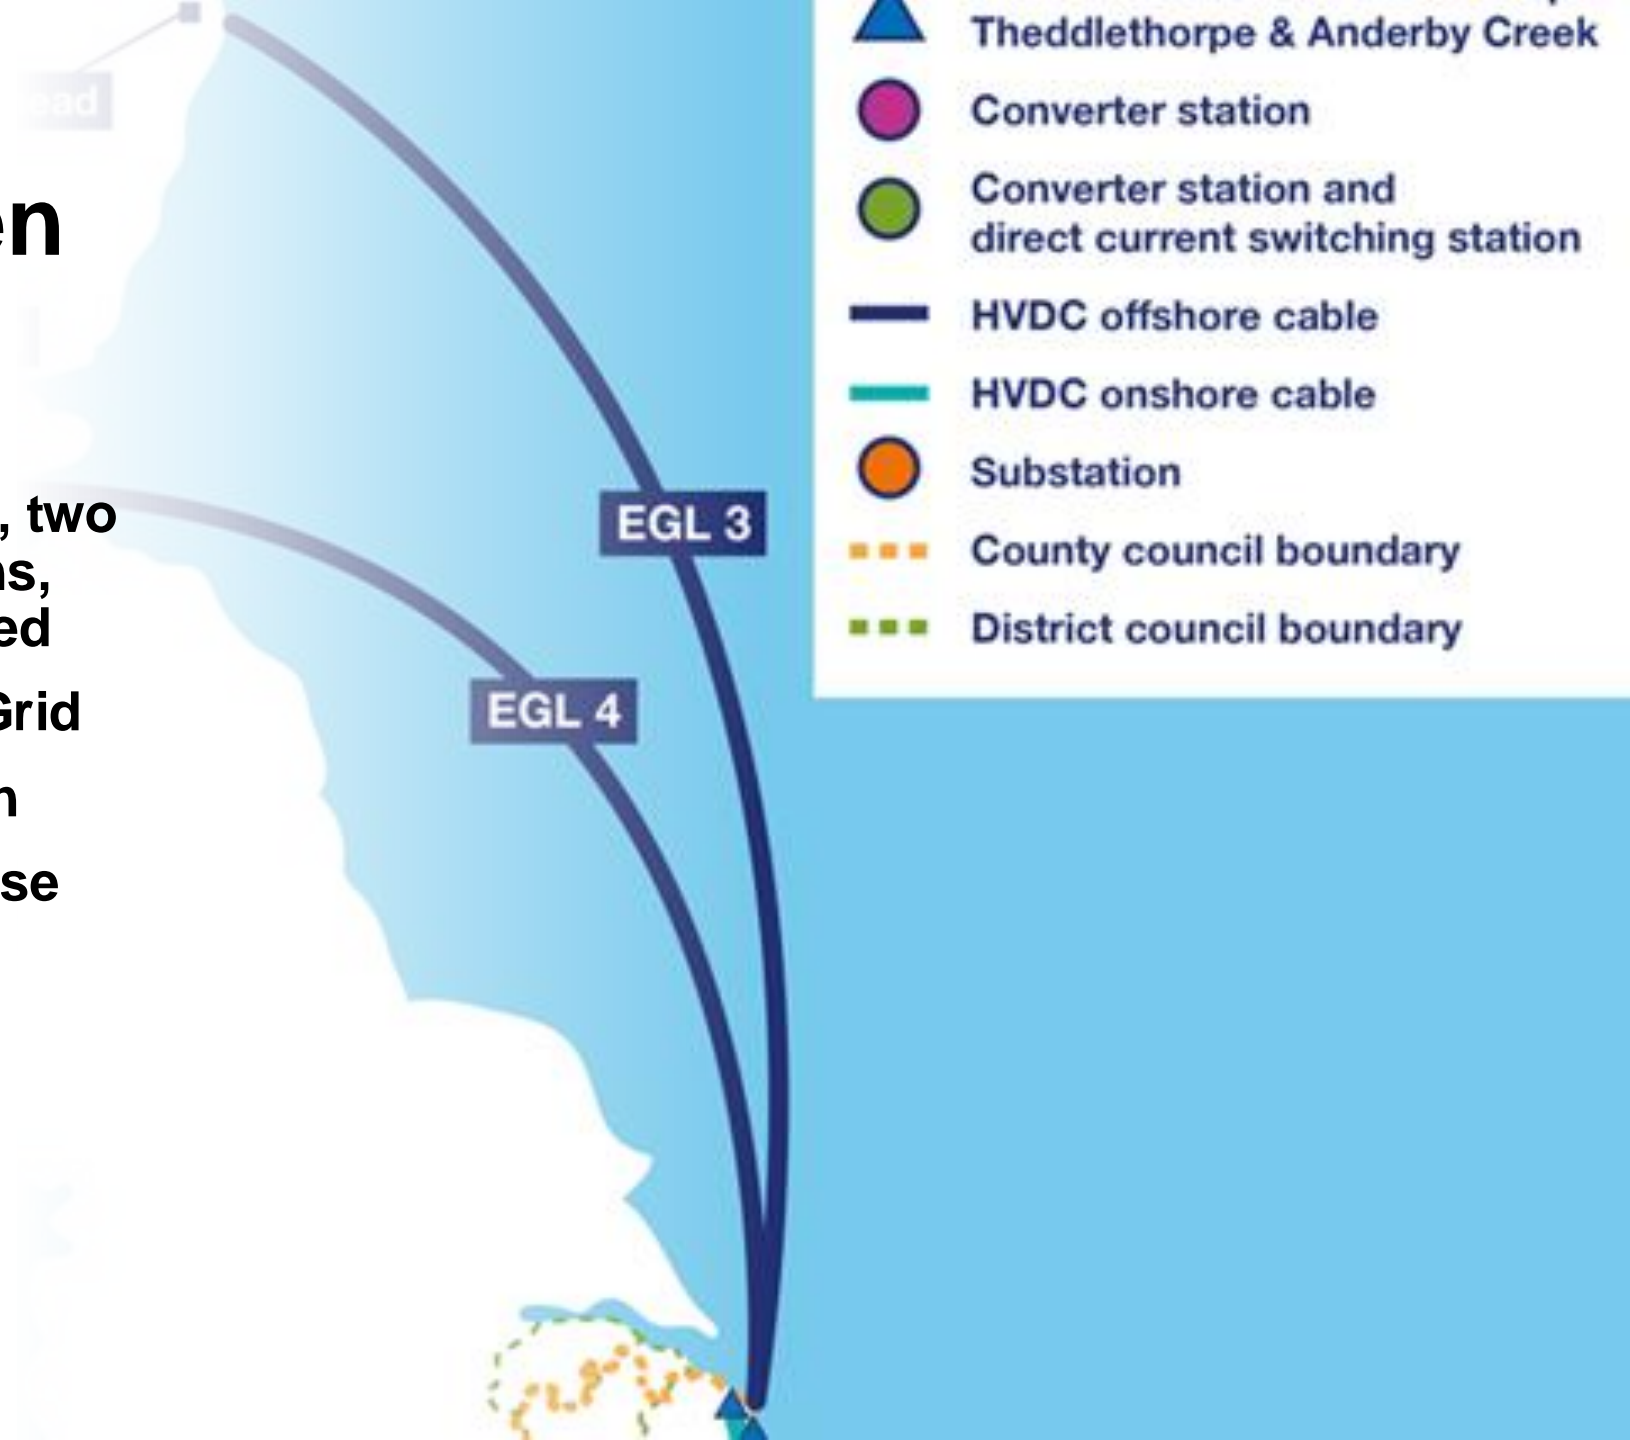 Theddlethorpe & Anderby Creek
ead
Converter station
en
Converter station and
direct current switching station
HVDC offshore cable
HVDC onshore cable
Substation
, two
EGL 3
County council boundary
ns,
ed
District council boundary
Grid
EGL 4
n
se